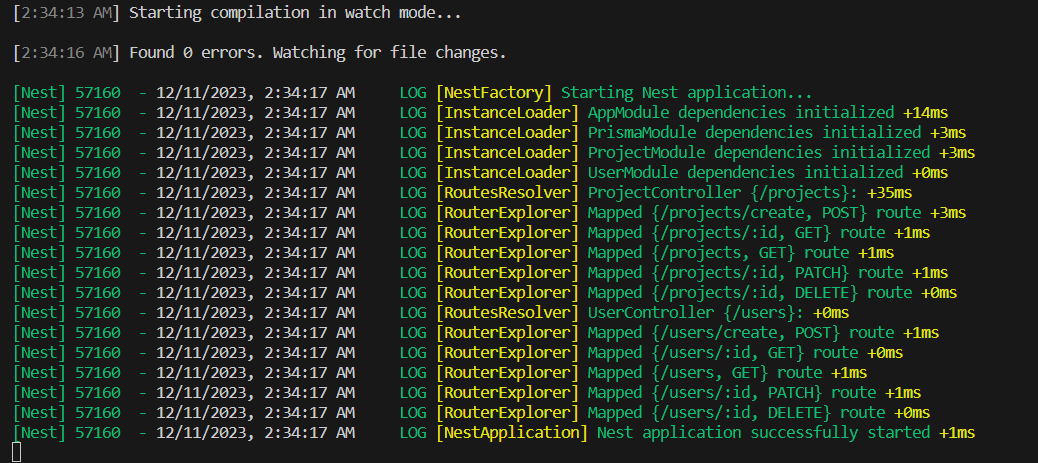 [2:34:13 AM] Starting compilation in watch mode...
[2:34:16 AM] Found 0 errors. Watching for file changes.
[Nest] 57160  - 12/11/2023, 2:34:17 AM     LOG [NestFactory] Starting Nest application...
[Nest] 57160  - 12/11/2023, 2:34:17 AM     LOG [InstanceLoader] AppModule dependencies initialized +14ms
[Nest] 57160  - 12/11/2023, 2:34:17 AM     LOG [InstanceLoader] PrismaModule dependencies initialized +3ms
[Nest] 57160  - 12/11/2023, 2:34:17 AM     LOG [InstanceLoader] ProjectModule dependencies initialized +3ms
[Nest] 57160  - 12/11/2023, 2:34:17 AM     LOG [InstanceLoader] UserModule dependencies initialized +0ms
[Nest] 57160  - 12/11/2023, 2:34:17 AM     LOG [RoutesResolver] ProjectController {/projects}: +35ms
[Nest] 57160  - 12/11/2023, 2:34:17 AM     LOG [RouterExplorer] Mapped {/projects/create, POST} route +3ms
[Nest] 57160  - 12/11/2023, 2:34:17 AM     LOG [RouterExplorer] Mapped {/projects/:id, GET} route +1ms
[Nest] 57160  - 12/11/2023, 2:34:17 AM     LOG [RouterExplorer] Mapped {/projects, GET} route +1ms
[Nest] 57160  - 12/11/2023, 2:34:17 AM     LOG [RouterExplorer] Mapped {/projects/:id, PATCH} route +1ms
[Nest] 57160  - 12/11/2023, 2:34:17 AM     LOG [RouterExplorer] Mapped {/projects/:id, DELETE} route +0ms
[Nest] 57160  - 12/11/2023, 2:34:17 AM     LOG [RoutesResolver] UserController {/users}: +0ms
[Nest] 57160  - 12/11/2023, 2:34:17 AM     LOG [RouterExplorer] Mapped {/users/create, POST} route +1ms
[Nest] 57160  - 12/11/2023, 2:34:17 AM     LOG [RouterExplorer] Mapped {/users/:id, GET} route +0ms
[Nest] 57160  - 12/11/2023, 2:34:17 AM     LOG [RouterExplorer] Mapped {/users, GET} route +1ms
[Nest] 57160  - 12/11/2023, 2:34:17 AM     LOG [RouterExplorer] Mapped {/users/:id, PATCH} route +1ms
[Nest] 57160  - 12/11/2023, 2:34:17 AM     LOG [RouterExplorer] Mapped {/users/:id, DELETE} route +0ms
[Nest] 57160  - 12/11/2023, 2:34:17 AM     LOG [NestApplication] Nest application successfully started +1ms